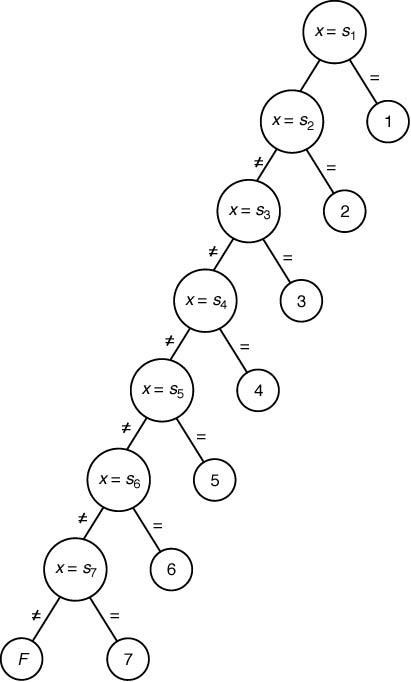 x = s1
=
x = s2
1
≠ =
x = s3
2
≠ =
x = s4
3
≠ =
x = s5
4
≠ =
x = s6
5
≠ =
x = s7
6
≠ =
F
7